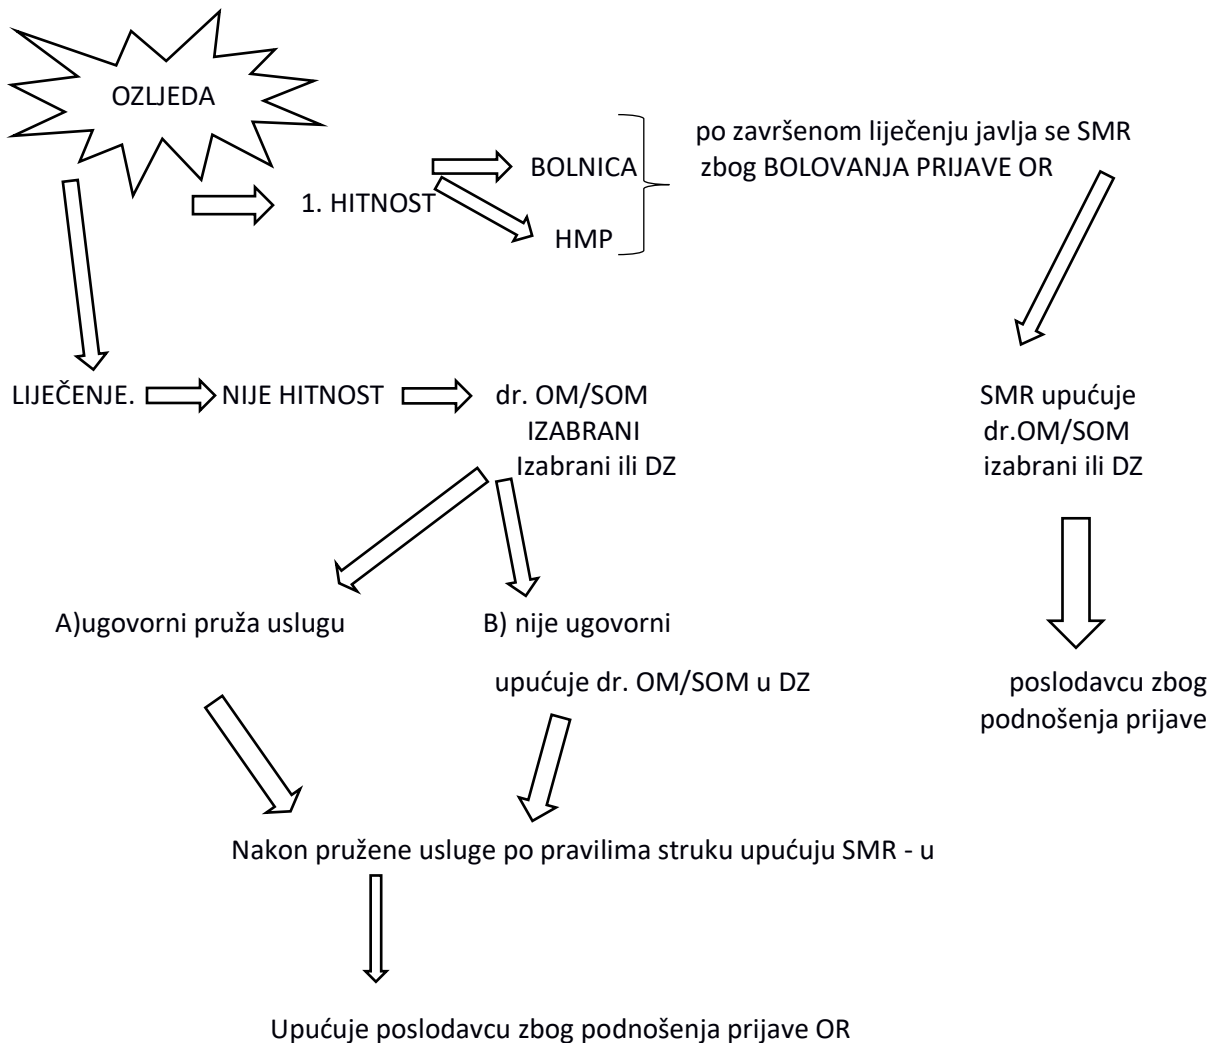 OZLJEDA
po završenom liječenju javlja se SMR
BOLNICA
zbog BOLOVANJA PRIJAVE OR
1. HITNOST
HMP
LIJEČENJE.
NIJE HITNOST
dr. OM/SOM
IZABRANI
Izabrani ili DZ
SMR upućuje
dr.OM/SOM
izabrani ili DZ
A)ugovorni pruža uslugu
B) nije ugovorni
upućuje dr. OM/SOM u DZ
poslodavcu zbog
podnošenja prijave
Nakon pružene usluge po pravilima struku upućuju SMR - u
Upućuje poslodavcu zbog podnošenja prijave OR